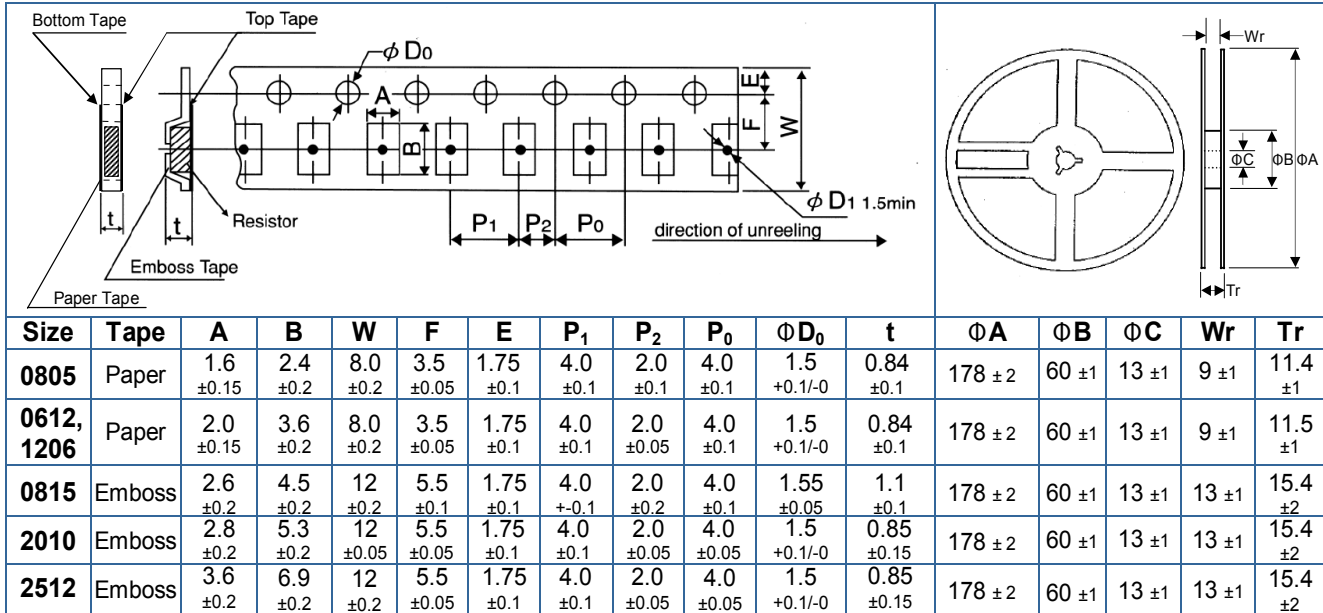 Bottom Tape
Top Tape
ϕ D0
A
B
E
F
W
t
t
Resistor
Emboss Tape
Paper Tape
P1
P2
P0
ϕ D1 1.5min
direction of unreeling
Wr
ΦC
ΦB
ΦA
Tr
Size Tape A B W F E P1 P2 P0 ΦD0 t ΦA ΦB ΦC Wr Tr
0805 Paper 1.6 ±0.15 2.4 ±0.2 8.0 ±0.2 3.5 ±0.05 1.75 ±0.1 4.0 ±0.1 2.0 ±0.1 4.0 ±0.1 1.5 +0.1/-0 0.84 ±0.1 178 ±2 60 ±1 13 ±1 9 ±1 11.4 ±1
0612, 1206 Paper 2.0 ±0.15 3.6 ±0.2 8.0 ±0.2 3.5 ±0.05 1.75 ±0.1 4.0 ±0.1 2.0 ±0.05 4.0 ±0.1 1.5 +0.1/-0 0.84 ±0.1 178 ±2 60 ±1 13 ±1 9 ±1 11.5 ±1
0815 Emboss 2.6 ±0.2 4.5 ±0.2 12 ±0.2 5.5 ±0.1 1.75 ±0.1 4.0 +-0.1 2.0 ±0.2 4.0 ±0.1 1.55 ±0.05 1.1 ±0.1 178 ±2 60 ±1 13 ±1 13 ±1 15.4 ±2
2010 Emboss 2.8 ±0.2 5.3 ±0.2 12 ±0.05 5.5 ±0.05 1.75 ±0.1 4.0 ±0.1 2.0 ±0.05 4.0 ±0.05 1.5 +0.1/-0 0.85 ±0.15 178 ±2 60 ±1 13 ±1 13 ±1 15.4 ±2
2512 Emboss 3.6 ±0.2 6.9 ±0.2 12 ±0.2 5.5 ±0.05 1.75 ±0.1 4.0 ±0.1 2.0 ±0.05 4.0 ±0.05 1.5 +0.1/-0 0.85 ±0.15 178 ±2 60 ±1 13 ±1 13 ±1 15.4 ±2